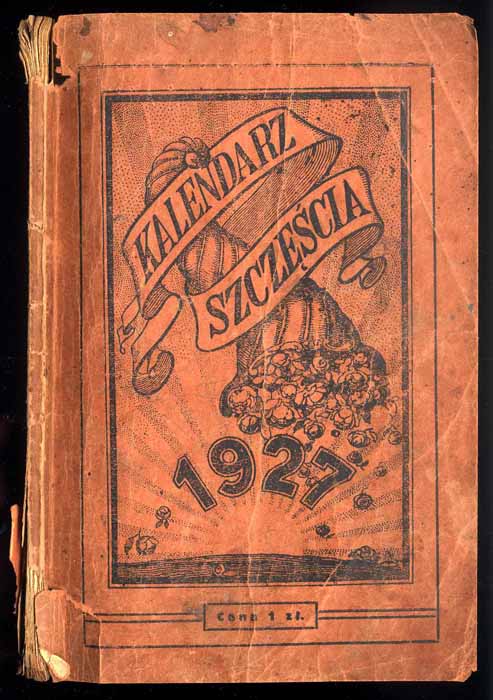 KALENDARZ
SZCZĘŚCIA
1927
Cena 1 zł.